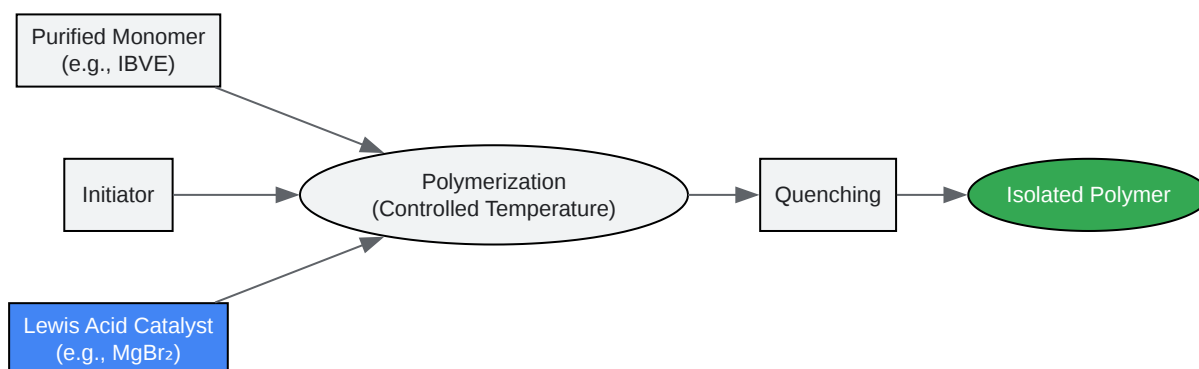 Purified Monomer
(e.g., IBVE)
Initiator
Lewis Acid Catalyst
(e.g., MgBr₂)
Polymerization
(Controlled Temperature)
Quenching
Isolated Polymer